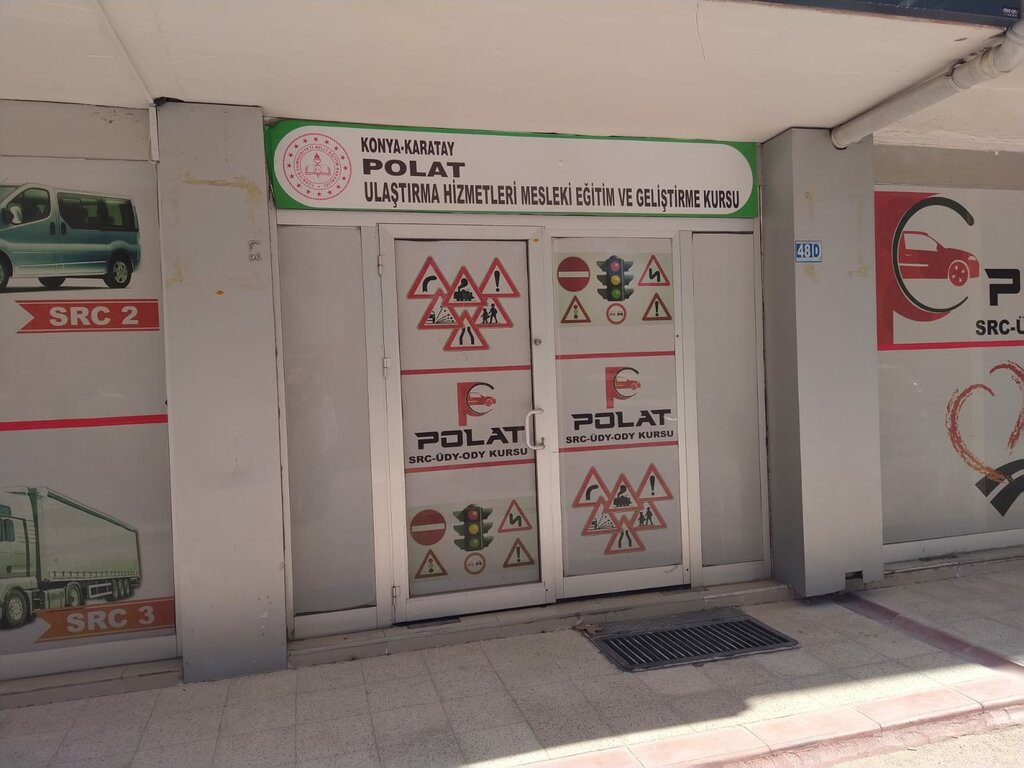 KONYA-KARATAY
POLAT
ULAŞTIRMA HİZMETLERİ MESLEKİ EĞİTİM VE GELİŞTİRME KURSU
48D
SRC 2
SRC 3
POLAT
SRC-ÜDY-ODY KURSU
POLAT
SRC-ÜDY-ODY KURSU
P
SRC-ÜD